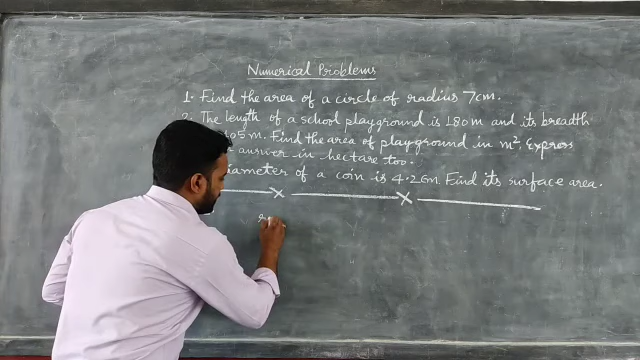 Numerical Problems
1. Find the area of a circle of radius 7cm.
2. The length of a school playground is 180 m and its breadth
105 m. Find the area of playground in m², Express
answer in hectare too.
diameter of a coin is 4.2cm. Find its surface area.